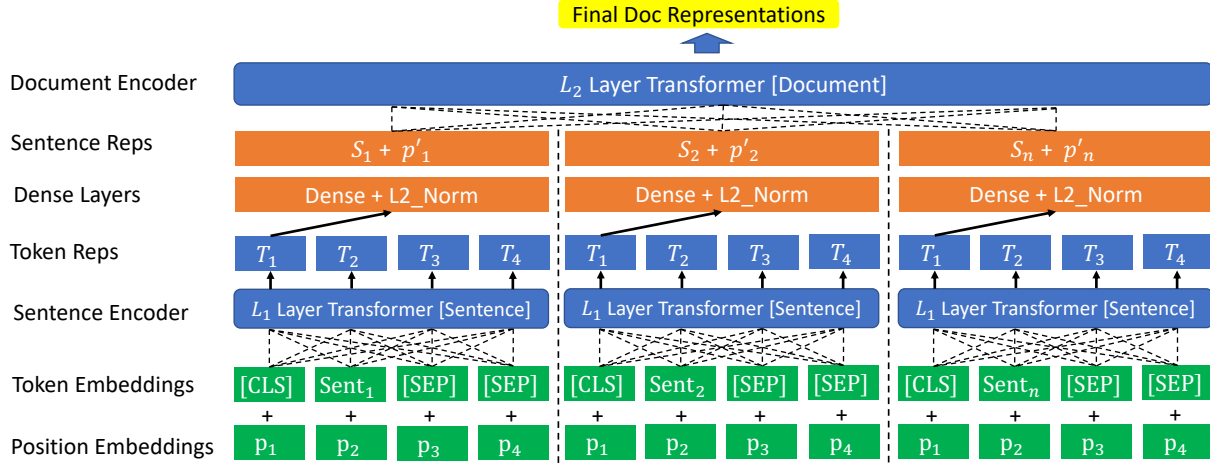 Final Doc Representations
Document Encoder
L₂ Layer Transformer [Document]
Sentence Reps
S₁ + p′₁
S₂ + p′₂
Sₙ + p′ₙ
Dense Layers
Dense + L2_Norm
Dense + L2_Norm
Dense + L2_Norm
Token Reps
T₁ T₂ T₃ T₄
T₁ T₂ T₃ T₄
T₁ T₂ T₃ T₄
Sentence Encoder
L₁ Layer Transformer [Sentence]
L₁ Layer Transformer [Sentence]
L₁ Layer Transformer [Sentence]
Token Embeddings
[CLS] Sent₁ [SEP] [SEP]
[CLS] Sent₂ [SEP] [SEP]
[CLS] Sentₙ [SEP] [SEP]
+ + + +
+ + + +
+ + + +
Position Embeddings
p₁ p₂ p₃ p₄
p₁ p₂ p₃ p₄
p₁ p₂ p₃ p₄